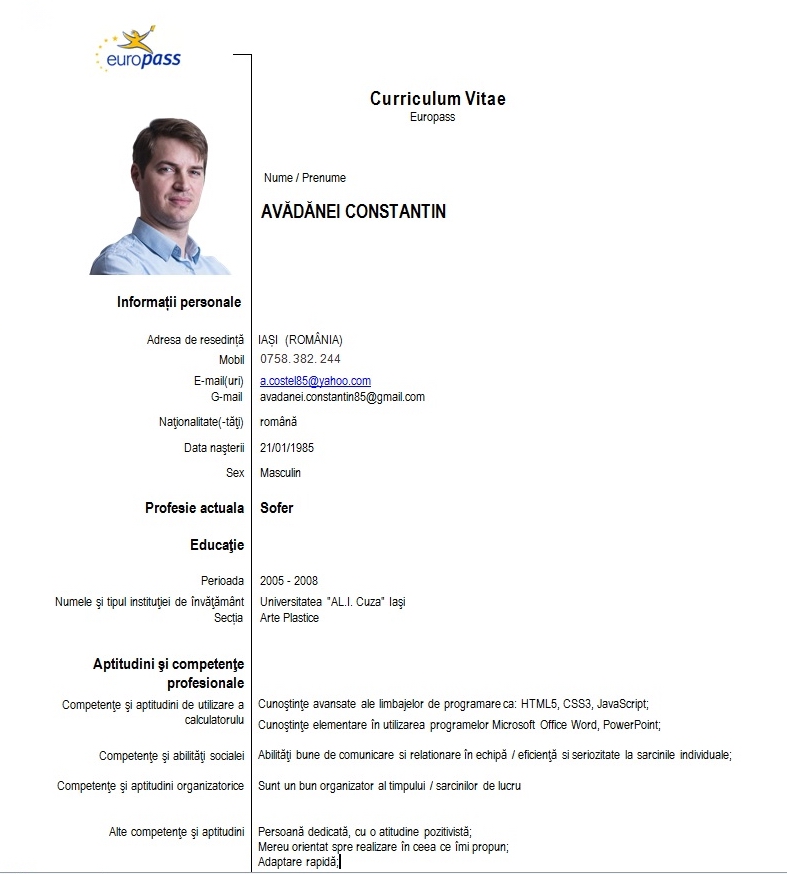 europass
Curriculum Vitae
Europass
Nume / Prenume
AVĂDĂNEI CONSTANTIN
Informații personale
Adresa de resedință IAȘI (ROMÂNIA)
Mobil 0758.382.244
E-mail(uri) a.costel85@yahoo.com
G-mail avadanei.constantin85@gmail.com
Naţionalitate(-tăţi) română
Data naşterii 21/01/1985
Sex Masculin
Profesie actuala Sofer
Educaţie
Perioada 2005 - 2008
Numele şi tipul instituţiei de învăţământ Universitatea "AL.I. Cuza" Iaşi
Secția Arte Plastice
Aptitudini şi competenţe
profesionale
Competenţe şi aptitudini de utilizare a Cunoştinţe avansate ale limbajelor de programare ca: HTML5, CSS3, JavaScript;
calculatorulu Cunoştinţe elementare în utilizarea programelor Microsoft Office Word, PowerPoint;
Competenţe şi abilităţi socialei Abilităţi bune de comunicare si relationare în echipă / eficienţă si seriozitate la sarcinile individuale;
Competenţe şi aptitudini organizatorice Sunt un bun organizator al timpului / sarcinilor de lucru
Alte competenţe şi aptitudini Persoană dedicată, cu o atitudine pozitivistă;
Mereu orientat spre realizare în ceea ce îmi propun;
Adaptare rapidă;